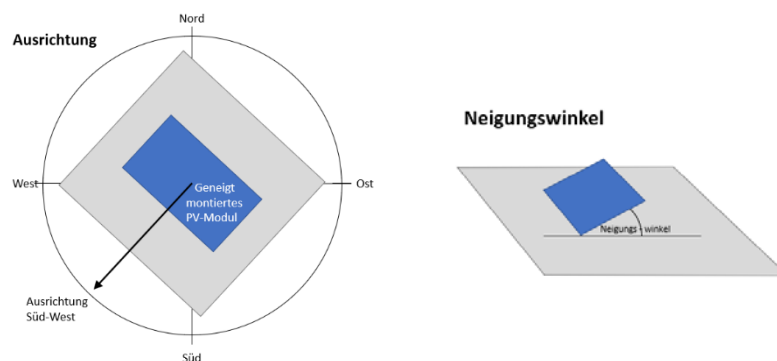 Nord
Ausrichtung
West
Geneigt
montiertes
PV-Modul
Ost
Ausrichtung
Süd-West
Süd
Neigungswinkel
Neigungs - winkel